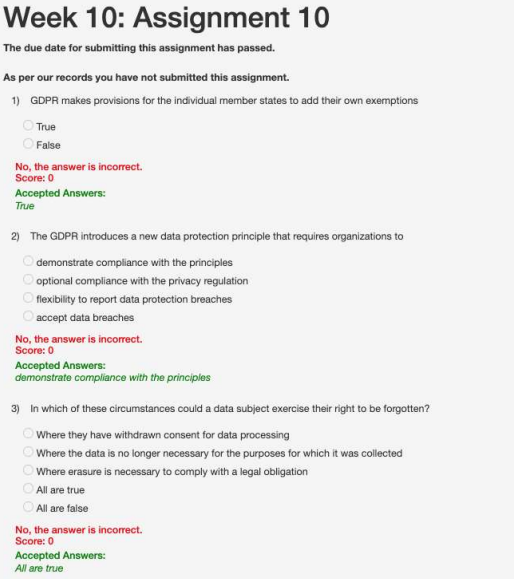 Week 10: Assignment 10
The due date for submitting this assignment has passed.
As per our records you have not submitted this assignment.
1) GDPR makes provisions for the individual member states to add their own exemptions
True
False
No, the answer is incorrect.
Score: 0
Accepted Answers:
True
2) The GDPR introduces a new data protection principle that requires organizations to
demonstrate compliance with the principles
optional compliance with the privacy regulation
flexibility to report data protection breaches
accept data breaches
No, the answer is incorrect.
Score: 0
Accepted Answers:
demonstrate compliance with the principles
3) In which of these circumstances could a data subject exercise their right to be forgotten?
Where they have withdrawn consent for data processing
Where the data is no longer necessary for the purposes for which it was collected
Where erasure is necessary to comply with a legal obligation
All are true
All are false
No, the answer is incorrect.
Score: 0
Accepted Answers:
All are true